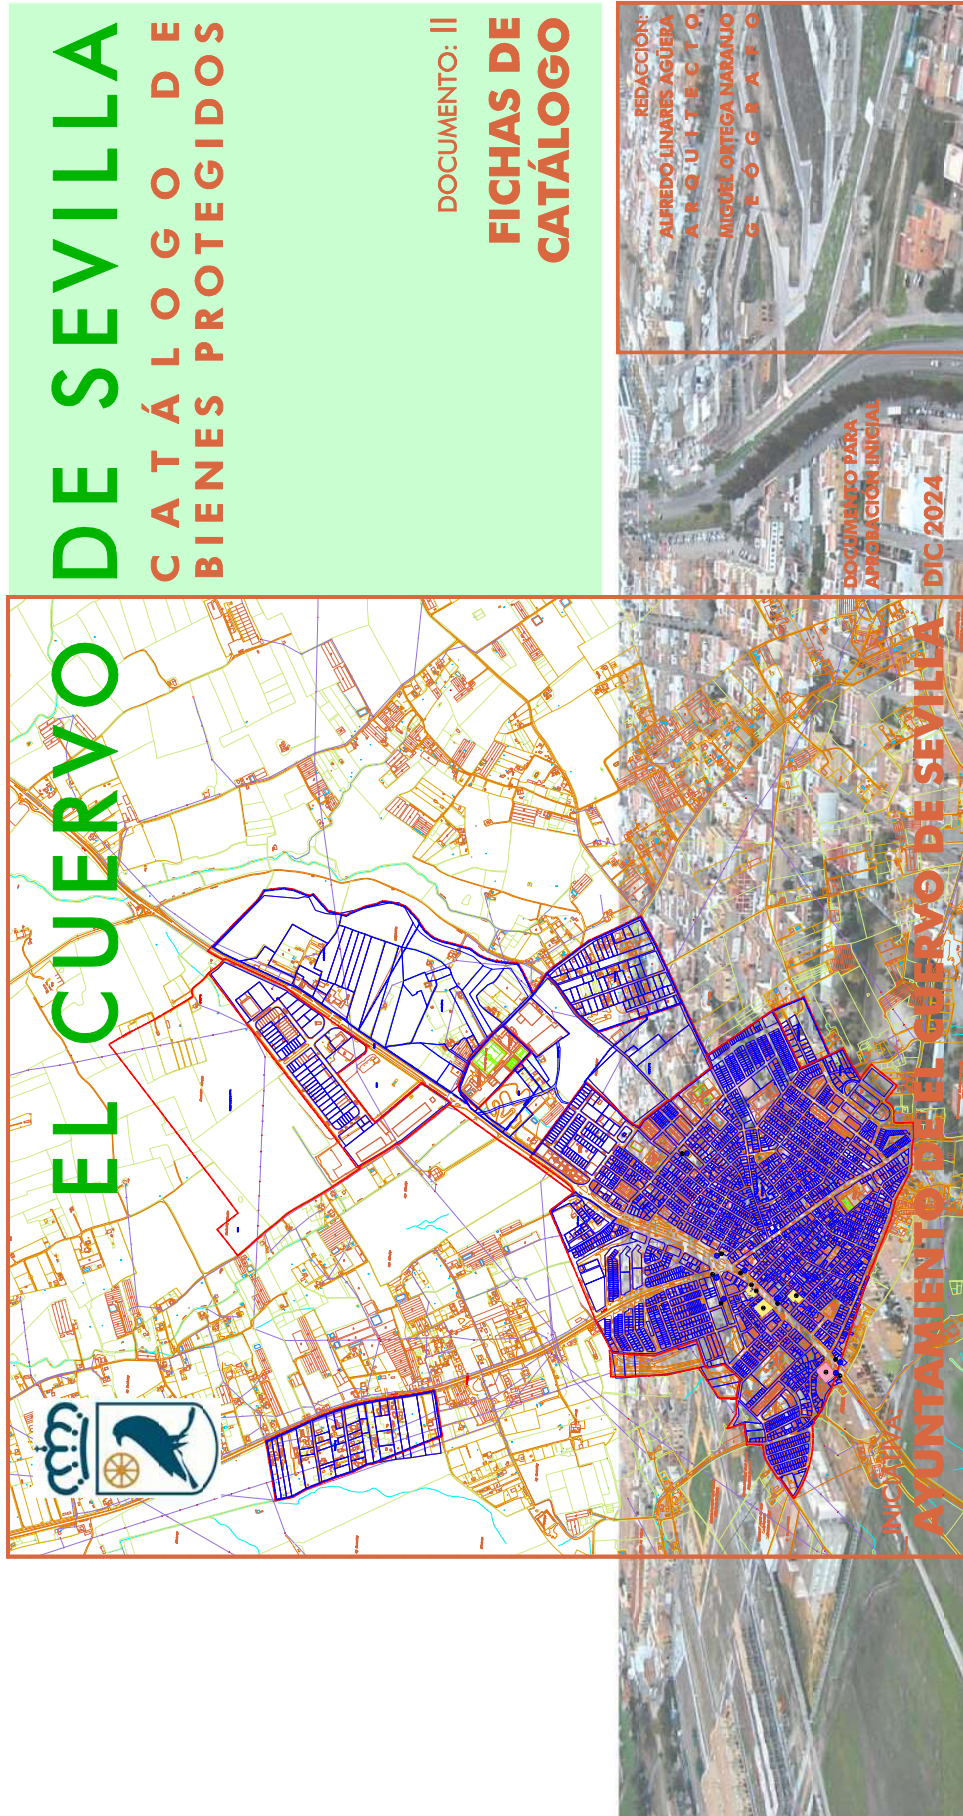 EL CUERVO DE SEVILLA
CATÁLOGO DE
BIENES PROTEGIDOS
DOCUMENTO: II
FICHAS DE
CATÁLOGO
REDACCIÓN:
ALFREDO LINARES AGÜERA
ARQUITECTO
MIGUEL ORTEGA NARANJO
GEOGRAFO
DOCUMENTO PARA
APROBACIÓN INICIAL
DIC 2024
INICIATIVA
AYUNTAMIENTO DE EL CUERVO DE SEVILLA